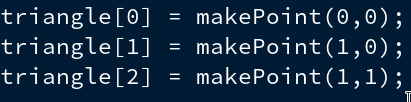 triangle[0] = makePoint(0,0);
triangle[1] = makePoint(1,0);
triangle[2] = makePoint(1,1);